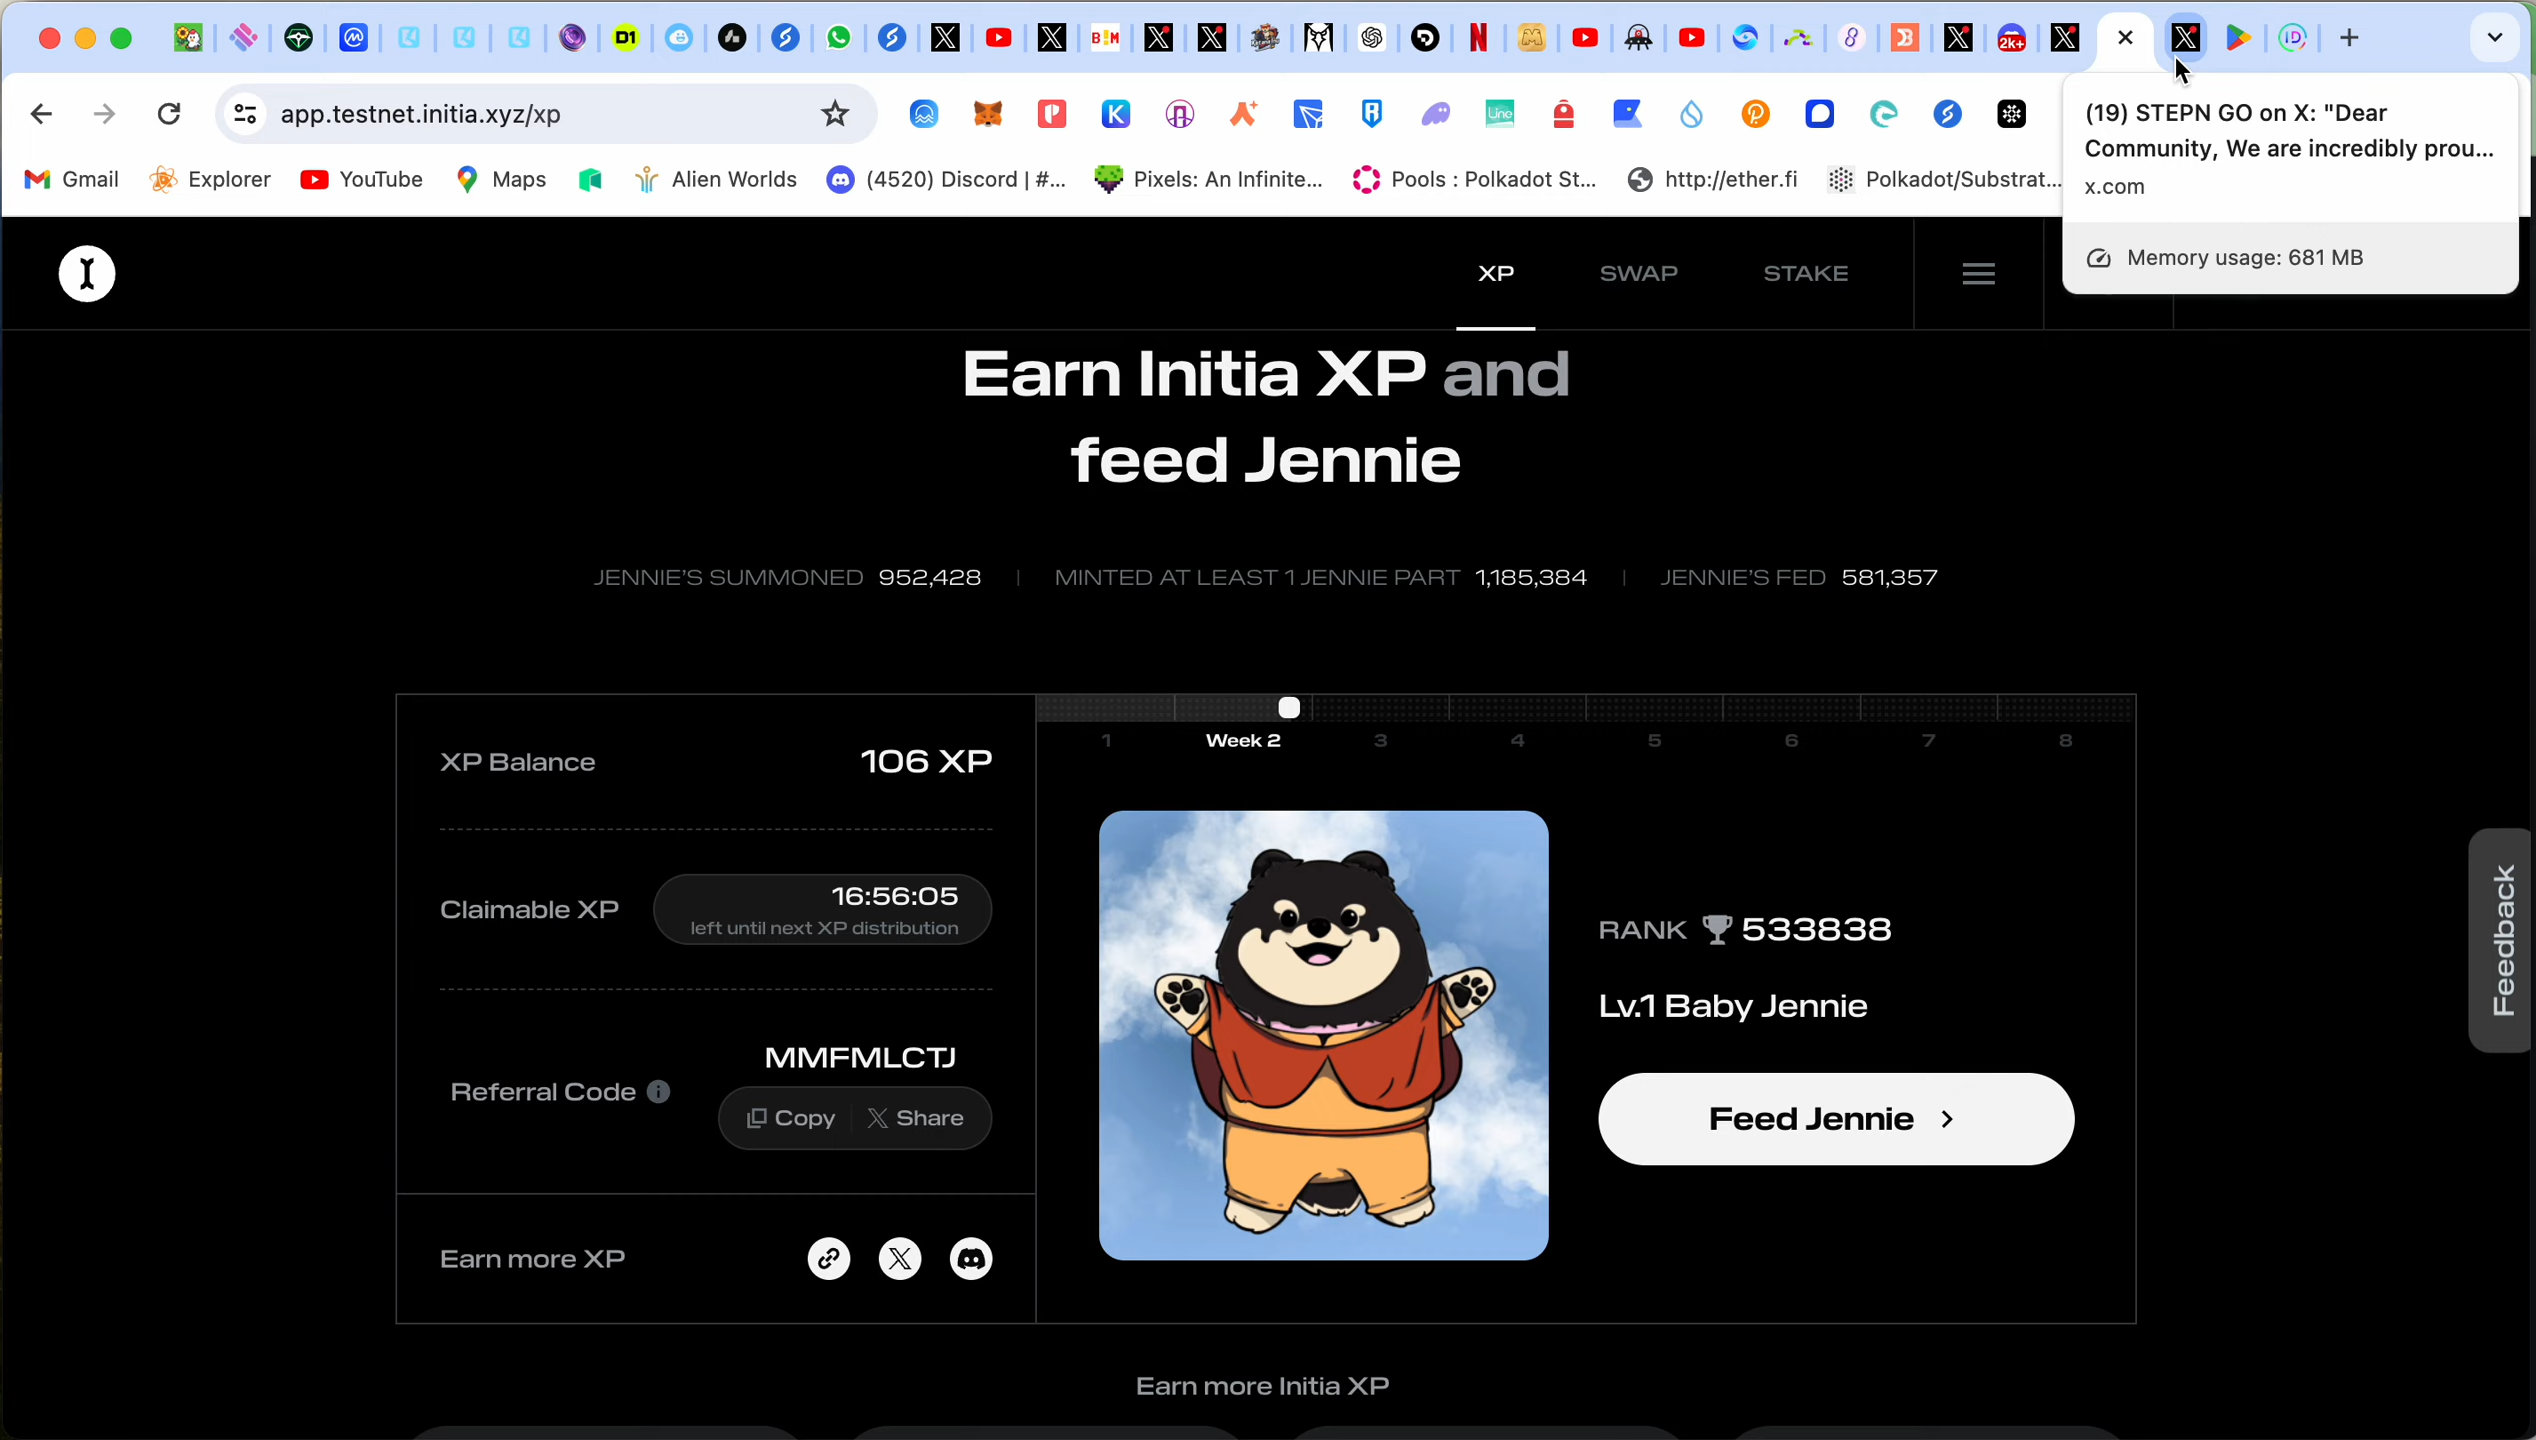 D1
B::M
2k+
ID
app.testnet.initia.xyz/xp
Line
(19) STEPN GO on X: "Dear
Community, We are incredibly prou...
x.com
Memory usage: 681 MB
Gmail
Explorer
YouTube
Maps
Alien Worlds
(4520) Discord | #...
Pixels: An Infinite...
Pools : Polkadot St...
http://ether.fi
Polkadot/Substrat...
XP
SWAP
STAKE
Earn Initia XP and
feed Jennie
JENNIE'S SUMMONED 952,428
MINTED AT LEAST 1 JENNIE PART 1,185,384
JENNIE'S FED 581,357
XP Balance
106 XP
Claimable XP
16:56:05
left until next XP distribution
Referral Code
MMFMLCTJ
Copy
Share
Earn more XP
1
Week 2
3
4
5
6
7
8
RANK 533838
Lv.1 Baby Jennie
Feed Jennie
Feedback
Earn more Initia XP